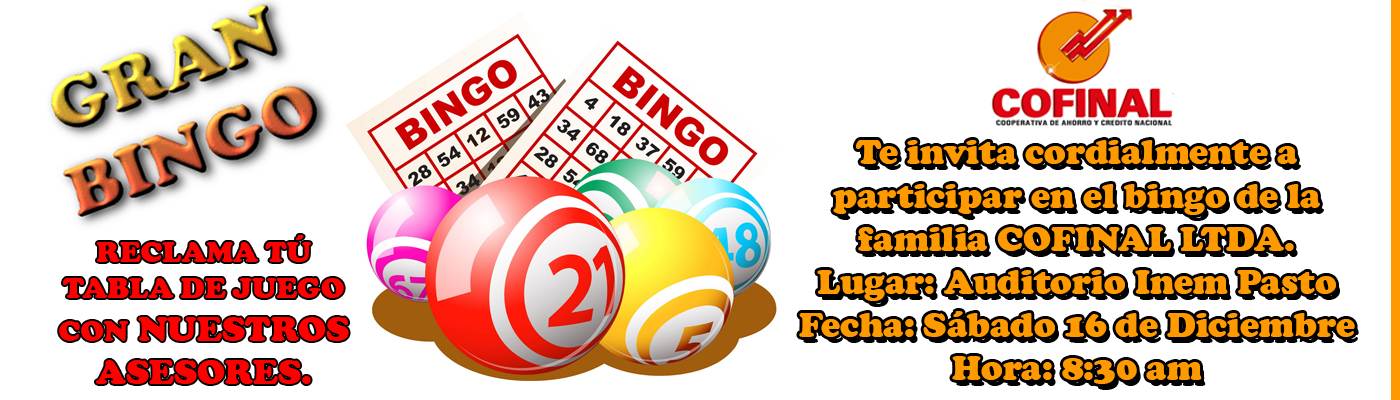 GRAN
BINGO
RECLAMA TÚ
TABLA DE JUEGO
CON NUESTROS
ASESORES.
BINGO
28 54 12 59 43
34
BINGO
4 18 37 59
34 68
28 54
67
21
5
48
COFINAL
COOPERATIVA DE AHORRO Y CREDITO NACIONAL
Te invita cordialmente a
participar en el bingo de la
familia COFINAL LTDA.
Lugar: Auditorio Inem Pasto
Fecha: Sábado 16 de Diciembre
Hora: 8:30 am